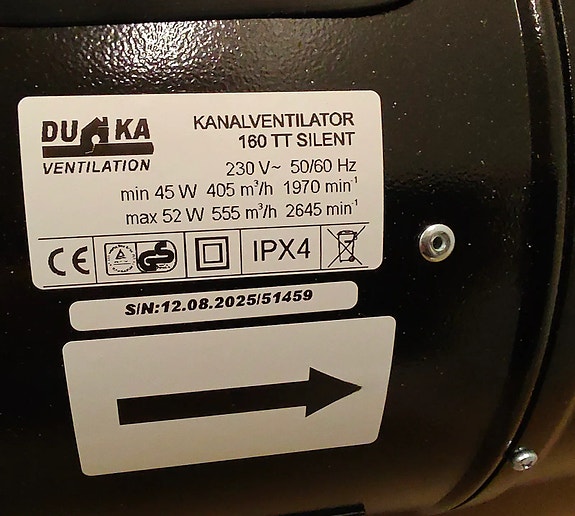 DUKA
VENTILATION
KANALVENTILATOR
160 TT SILENT
230 V~ 50/60 Hz
min 45 W 405 m³/h 1970 min⁻¹
max 52 W 555 m³/h 2645 min⁻¹
CE GS IPX4
S/N:12.08.2025/51459